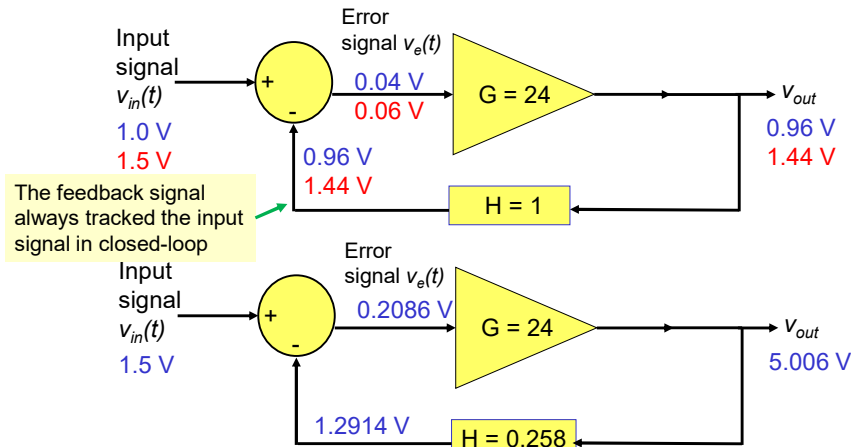 Input
signal
v_in(t)
1.0 V
1.5 V
+
-
Error
signal v_e(t)
0.04 V
0.06 V
G = 24
v_out
0.96 V
1.44 V
0.96 V
1.44 V
H = 1
The feedback signal
always tracked the input
signal in closed-loop
Input
signal
v_in(t)
1.5 V
+
-
Error
signal v_e(t)
0.2086 V
G = 24
v_out
5.006 V
1.2914 V
H = 0.258